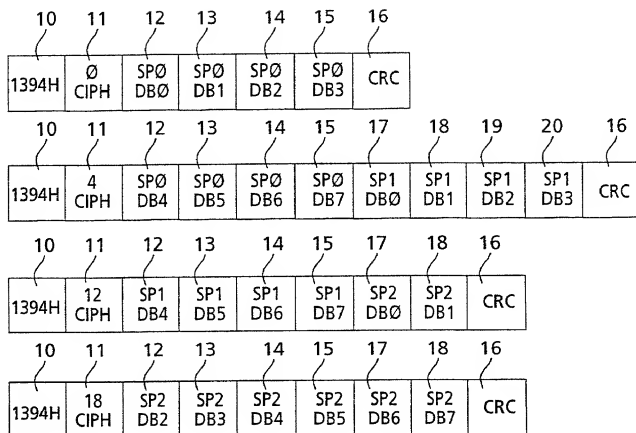 10 11 12 13 14 15 16
1394H Ø CIPH SPØ DBØ SPØ DB1 SPØ DB2 SPØ DB3 CRC
10 11 12 13 14 15 17 18 19 20 16
1394H 4 CIPH SPØ DB4 SPØ DB5 SPØ DB6 SPØ DB7 SP1 DBØ SP1 DB1 SP1 DB2 SP1 DB3 CRC
10 11 12 13 14 15 17 18 16
1394H 12 CIPH SP1 DB4 SP1 DB5 SP1 DB6 SP1 DB7 SP2 DBØ SP2 DB1 CRC
10 11 12 13 14 15 17 18 16
1394H 18 CIPH SP2 DB2 SP2 DB3 SP2 DB4 SP2 DB5 SP2 DB6 SP2 DB7 CRC